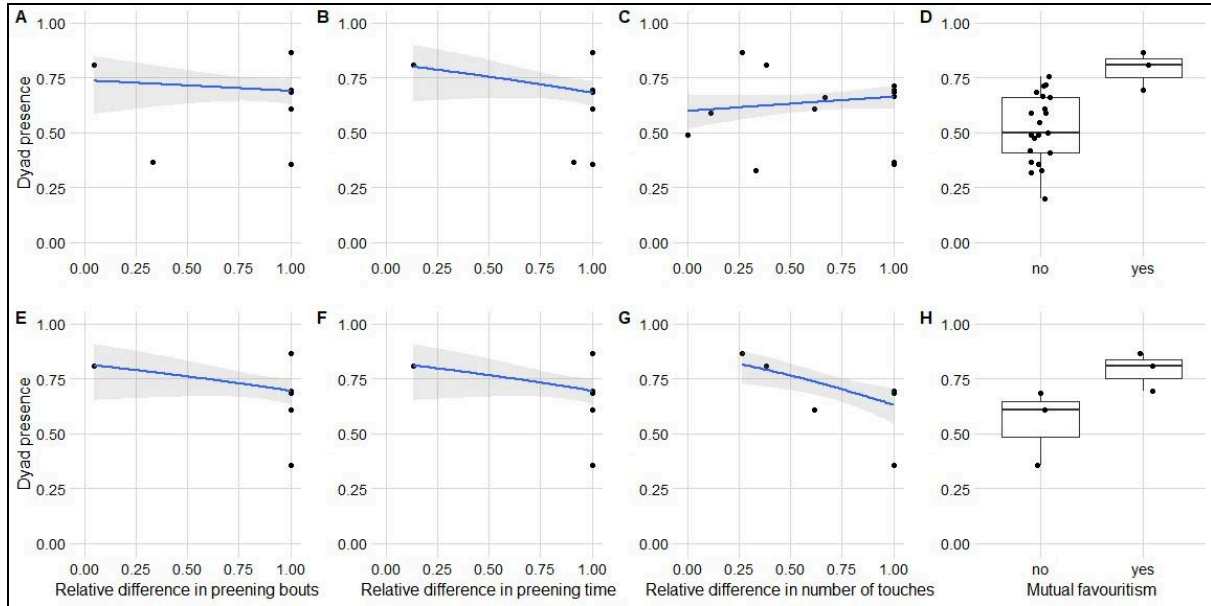 A B C D
1.00 1.00 1.00 1.00
0.75 0.75 0.75 0.75
0.50 0.50 0.50 0.50
0.25 0.25 0.25 0.25
0.00 0.00 0.00 0.00
Dyad presence
0.00 0.25 0.50 0.75 1.00 0.00 0.25 0.50 0.75 1.00 0.00 0.25 0.50 0.75 1.00 no yes
E F G H
1.00 1.00 1.00 1.00
0.75 0.75 0.75 0.75
0.50 0.50 0.50 0.50
0.25 0.25 0.25 0.25
0.00 0.00 0.00 0.00
Dyad presence
0.00 0.25 0.50 0.75 1.00 0.00 0.25 0.50 0.75 1.00 0.00 0.25 0.50 0.75 1.00 no yes
Relative difference in preening bouts Relative difference in preening time Relative difference in number of touches Mutual favouritism